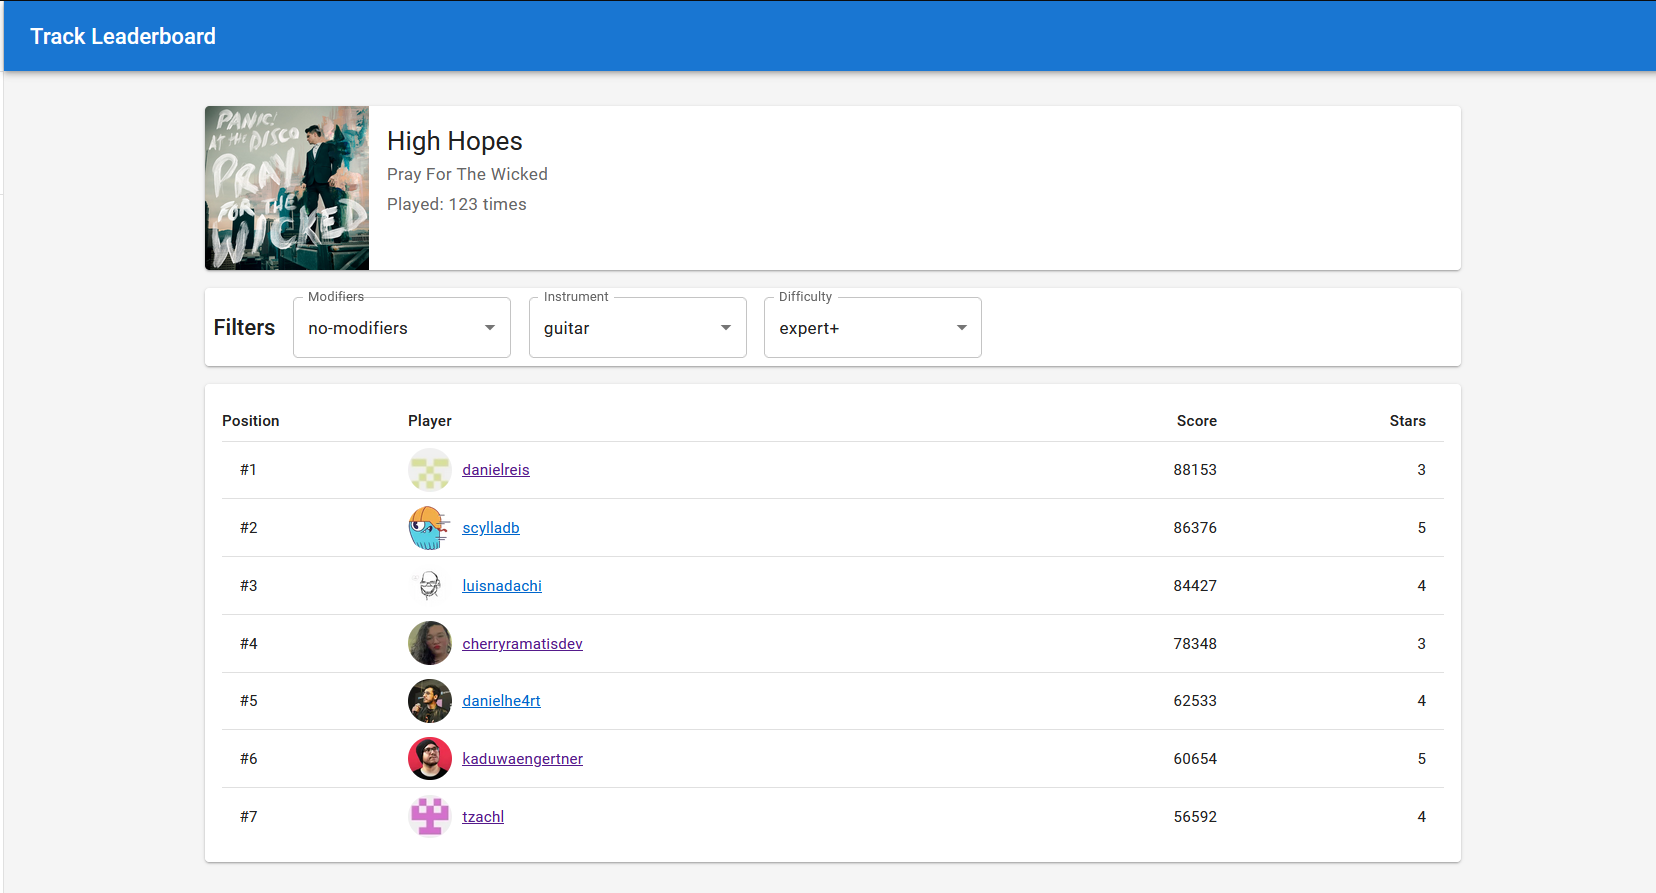 Track Leaderboard
PANIC!
AT THE DISCO
PRAY
FOR THE
WICKED
High Hopes
Pray For The Wicked
Played: 123 times
Filters
Modifiers
no-modifiers
Instrument
guitar
Difficulty
expert+
Position Player Score Stars
#1 danielreis 88153 3
#2 scylladb 86376 5
#3 luisnadachi 84427 4
#4 cherryramatisdev 78348 3
#5 danielhe4rt 62533 4
#6 kaduwaengertner 60654 5
#7 tzachl 56592 4